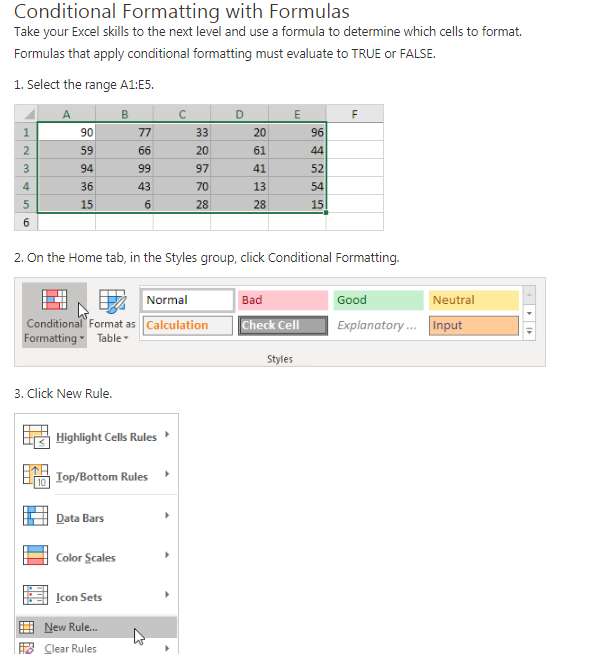 Conditional Formatting with Formulas
Take your Excel skills to the next level and use a formula to determine which cells to format.
Formulas that apply conditional formatting must evaluate to TRUE or FALSE.
1. Select the range A1:E5.
A B C D E F
1 90 77 33 20 96
2 59 66 20 61 44
3 94 99 97 41 52
4 36 43 70 13 54
5 15 6 28 28 15
6
2. On the Home tab, in the Styles group, click Conditional Formatting.
Normal Bad Good Neutral
Conditional Format as Calculation Check Cell Explanatory ... Input
Formatting Table
Styles
3. Click New Rule.
Highlight Cells Rules
10 Top/Bottom Rules
Data Bars
Color Scales
Icon Sets
New Rule...
Clear Rules